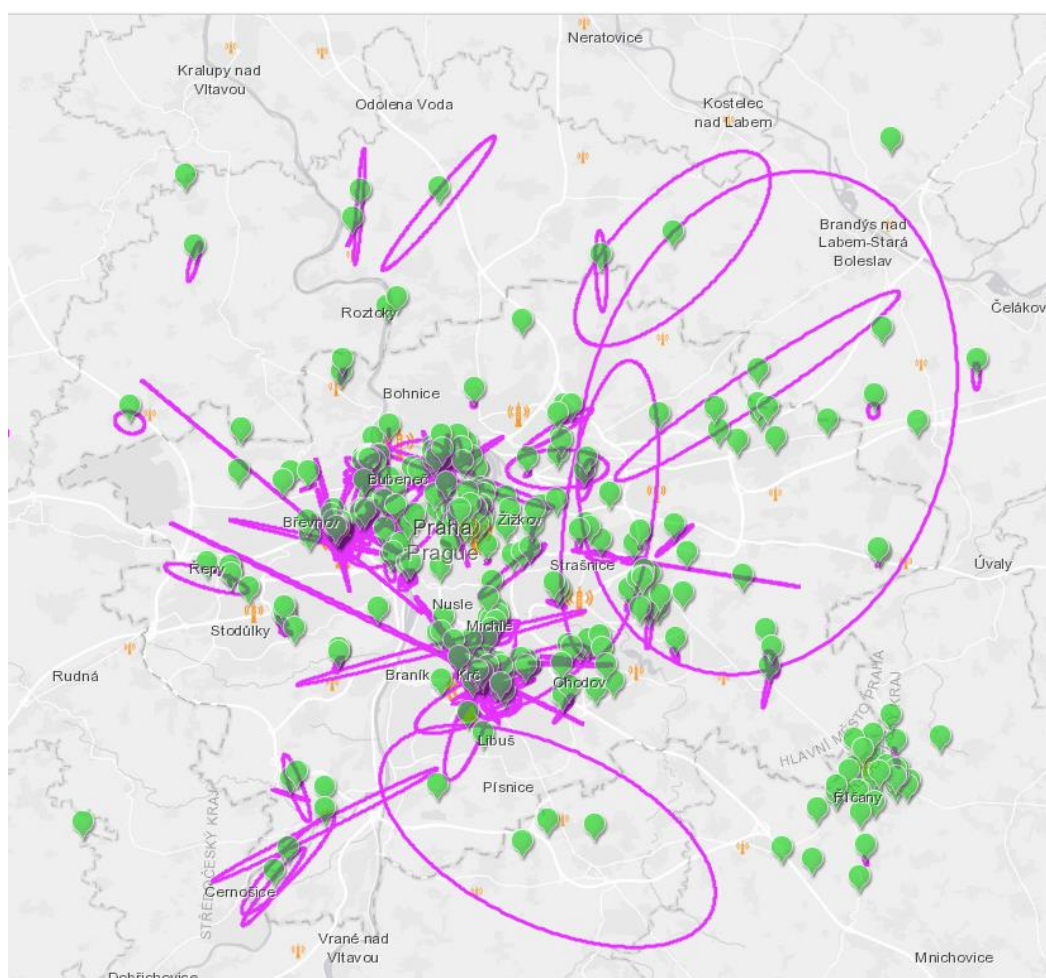 Neratovice
Kralupy nad
Vltavou
Odolena Voda
Kostelec
nad Labem
Brandýs nad
Labem-Stará
Boleslav
Čelákov
Roztoky
Bohnice
Bubeneč
Břevnov
Praha
Prague
Žižkov
Úvaly
Řepy
Strašnice
Nusle
Stodůlky
Michle
Rudná
Braník
Krč
Chodov
HLAVNÍ MĚSTO PRAHA
KRAJ
Libuš
Písnice
Říčany
STŘEDOČESKÝ KRAJ
Černošice
Vrané nad
Vltavou
Mnichovice
Dobřichovice